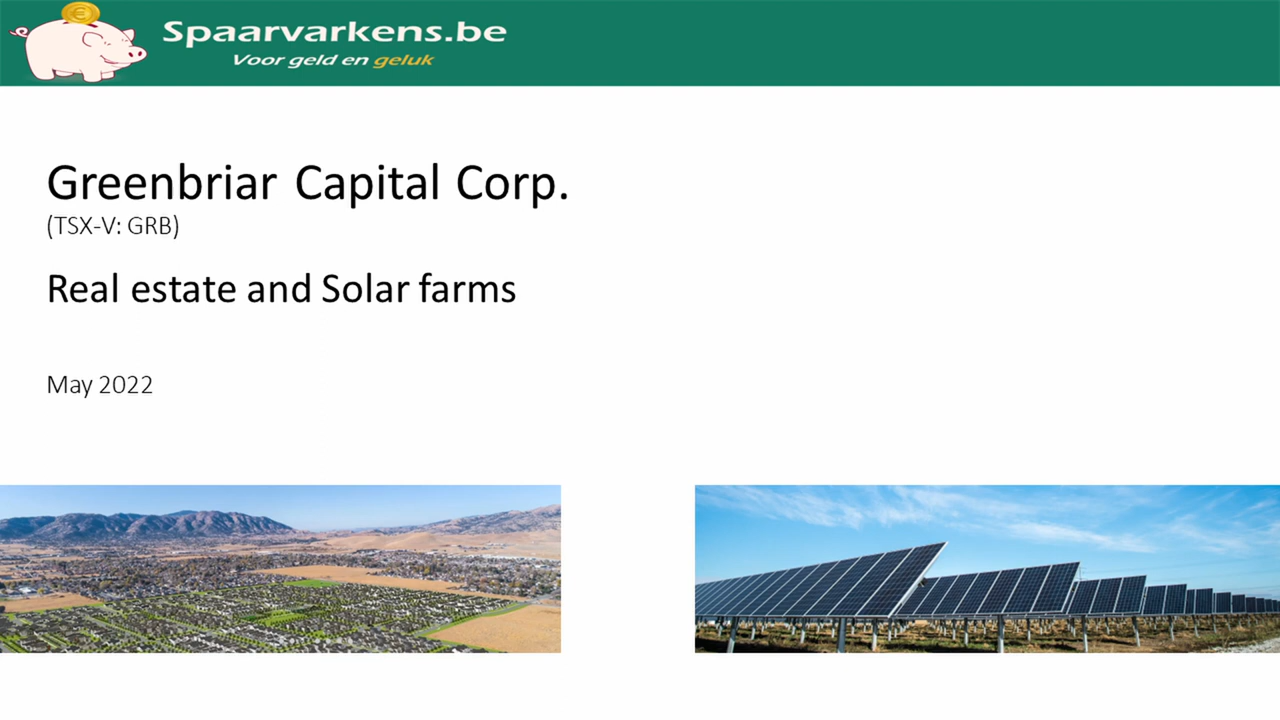 Spaarvarkens.be
Voor geld en geluk
Greenbriar Capital Corp.
(TSX-V: GRB)
Real estate and Solar farms
May 2022